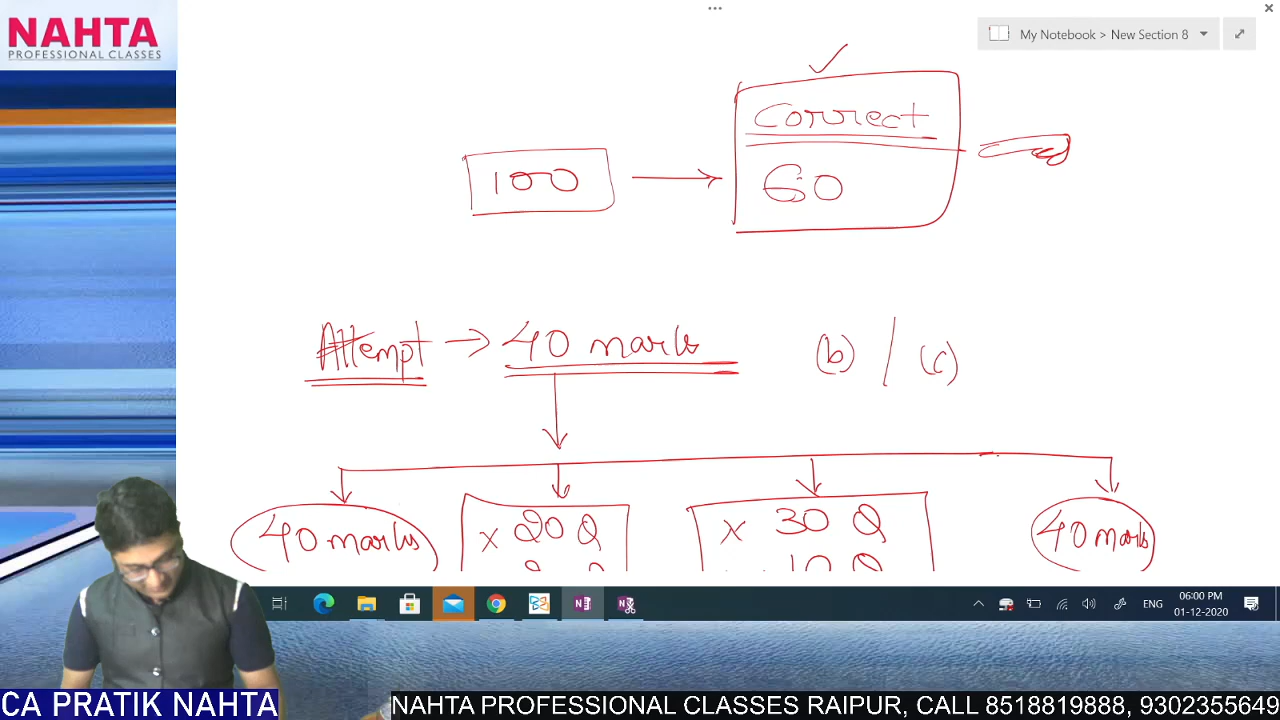 NAHTA
PROFESSIONAL CLASSES
My Notebook > New Section 8
Correct
100
60
Attempt → 40 marks (b) / (c)
40 marks
x 20 Q
x 30 Q
40 marks
10 Q
ENG
06:00 PM
01-12-2020
CA PRATIK NAHTA
NAHTA PROFESSIONAL CLASSES RAIPUR, CALL 8518819888, 9302355649